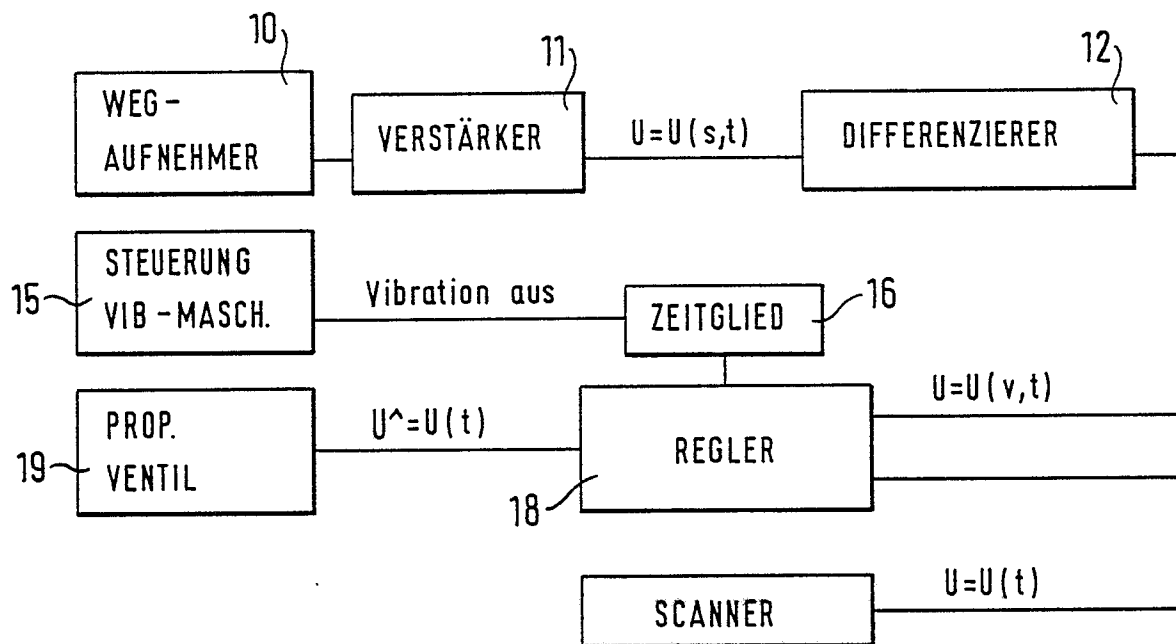 10
11
12
WEG-
AUFNEHMER
VERSTÄRKER
U=U(s,t)
DIFFERENZIERER
15
STEUERUNG
VIB-MASCH.
Vibration aus
ZEITGLIED
16
19
PROP.
VENTIL
U^=U(t)
REGLER
18
U=U(v,t)
SCANNER
U=U(t)